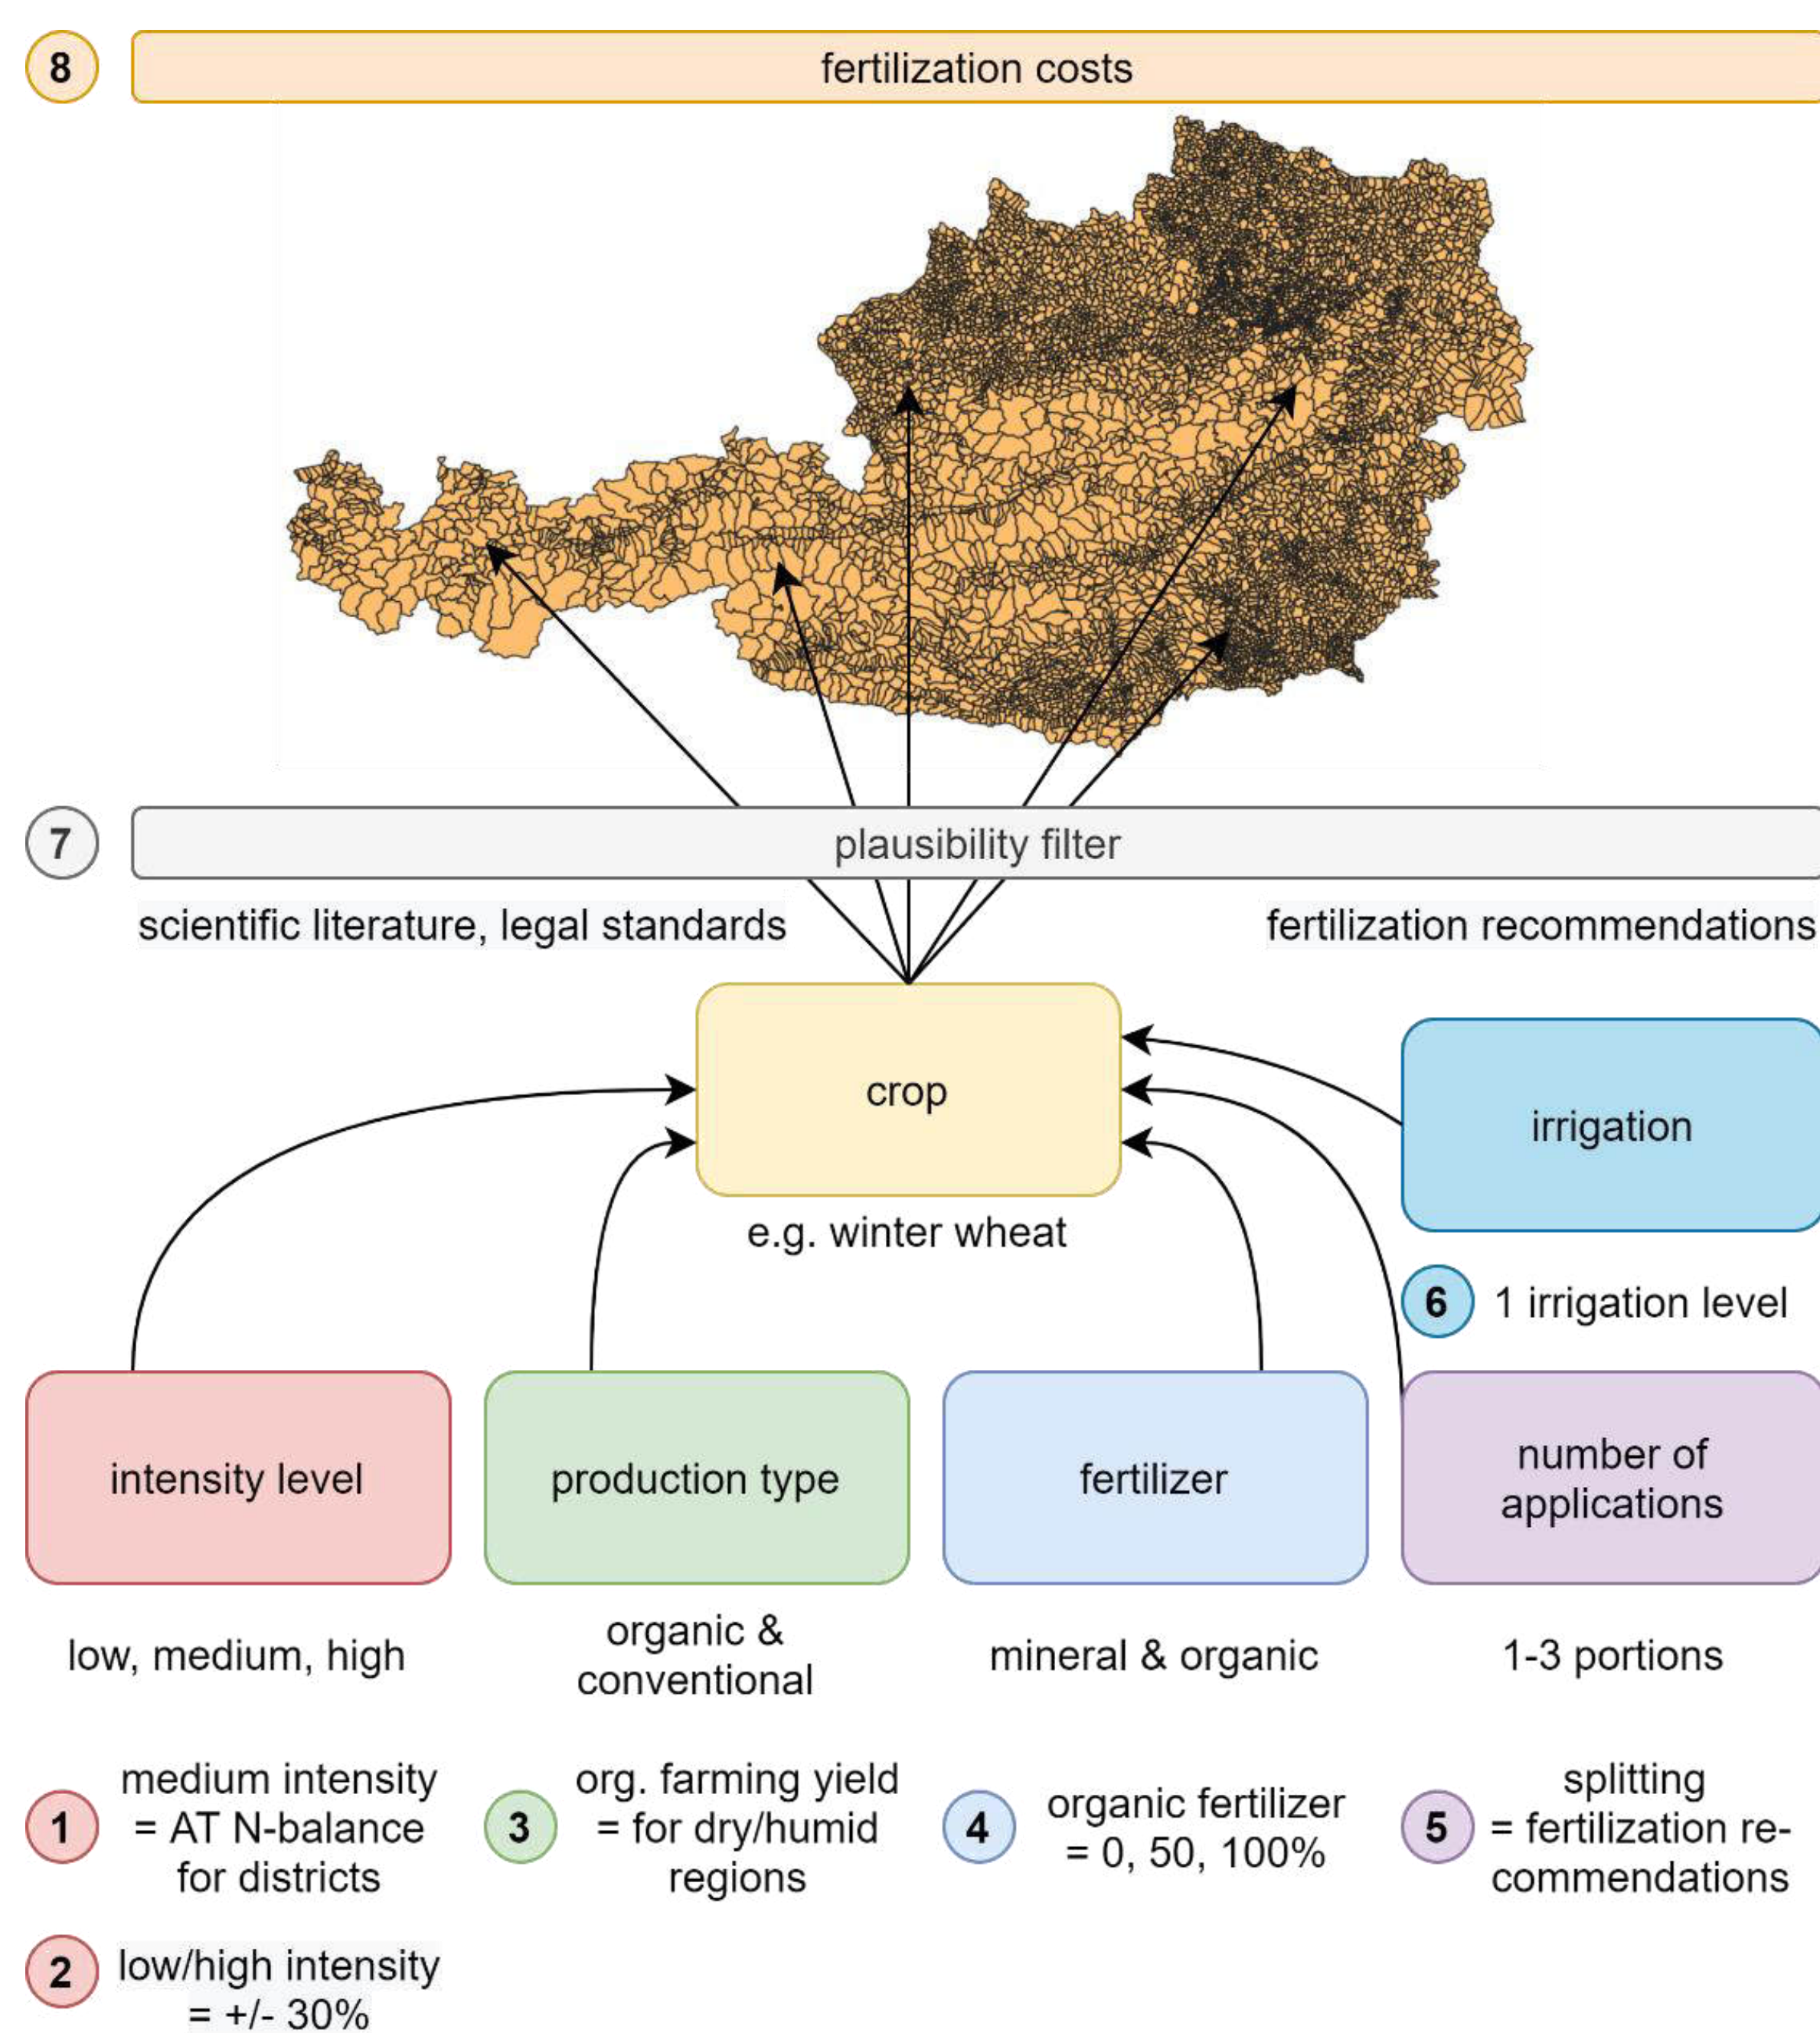 8
fertilization costs
7
plausibility filter
scientific literature, legal standards
fertilization recommendations
crop
e.g. winter wheat
irrigation
6
1 irrigation level
intensity level
production type
fertilizer
number of
applications
low, medium, high
organic &
conventional
mineral & organic
1-3 portions
1
medium intensity
= AT N-balance
for districts
3
org. farming yield
= for dry/humid
regions
4
organic fertilizer
= 0, 50, 100%
5
splitting
= fertilization re-
commendations
2
low/high intensity
= +/- 30%